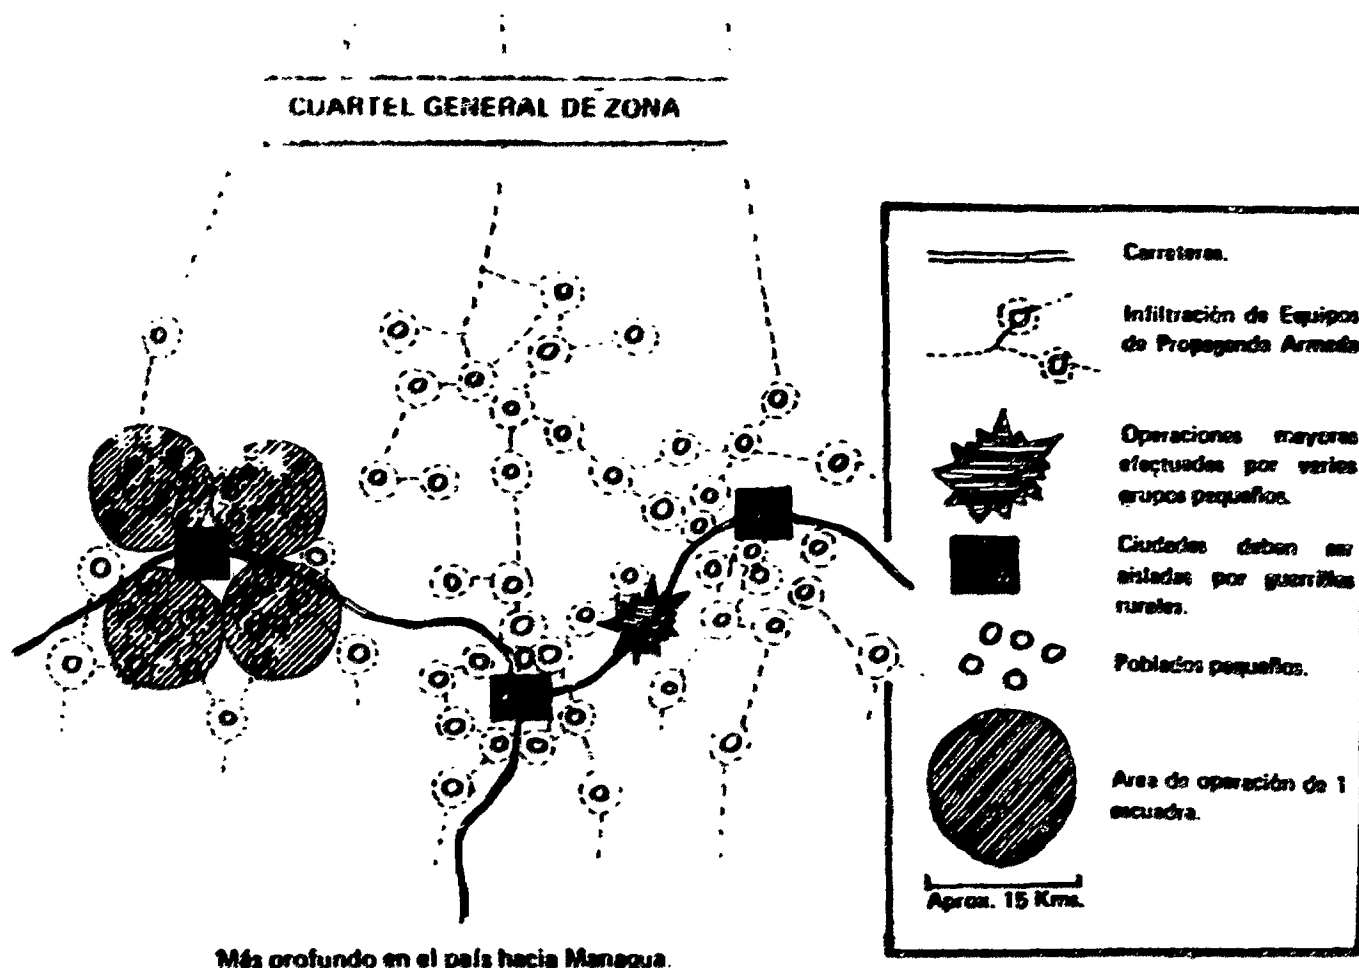 CUARTEL GENERAL DE ZONA
Carreteras.
Infiltración de Equipos
de Propaganda Armada
Operaciones mayores
efectuadas por varios
grupos pequeños.
Ciudades deben ser
aisladas por guerrillas
rurales.
Poblados pequeños.
Area de operación de 1
escuadra.
Aprox. 15 Kms.
Más profundo en el país hacia Managua.